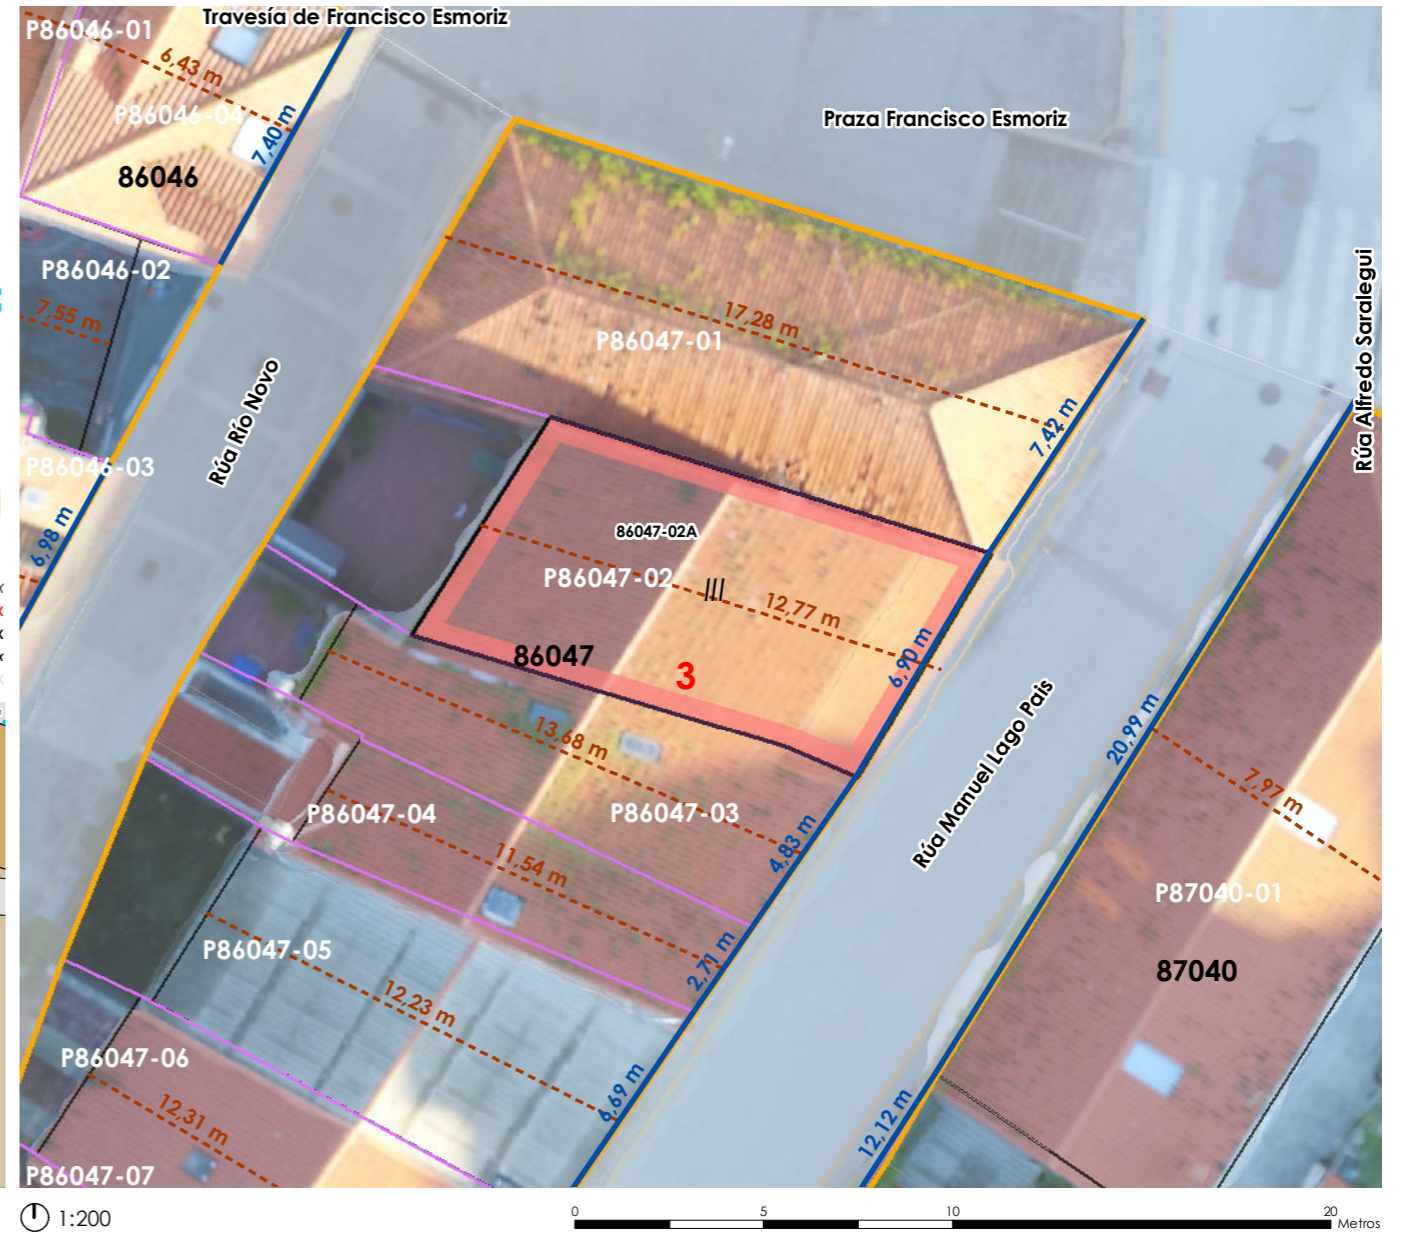 Travesía de Francisco Esmoriz
P86046-01
6,43 m
P86046-04
7,40 m
Praza Francisco Esmoriz
86046
P86046-02
7,55 m
17,28 m
P86047-01
Rúa Alfredo Saralegui
Rúa Río Novo
7,42 m
P86046-03
6,98 m
86047-02A
P86047-02
III
12,77 m
86047
3
6,90 m
13,68 m
20,99 m
Rúa Manuel Lago Pais
7,97 m
P86047-04
P86047-03
4,83 m
11,54 m
P87040-01
P86047-05
2,71 m
87040
12,23 m
P86047-06
6,69 m
12,31 m
12,12 m
P86047-07
1:200
0 5 10 20
Metros